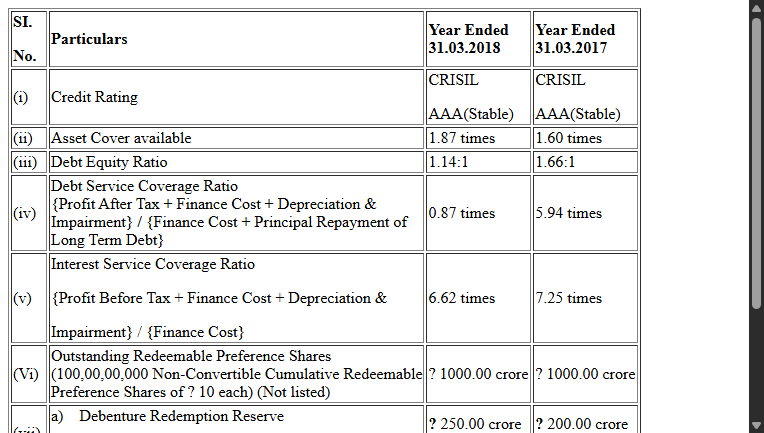 SI.
No.
Particulars
Year Ended
31.03.2018
Year Ended
31.03.2017
(i)
Credit Rating
CRISIL
AAA(Stable)
CRISIL
AAA(Stable)
(ii) Asset Cover available 1.87 times 1.60 times
(iii) Debt Equity Ratio 1.14:1 1.66:1
(iv)
Debt Service Coverage Ratio
{Profit After Tax + Finance Cost + Depreciation &
Impairment} / {Finance Cost + Principal Repayment of
Long Term Debt}
0.87 times 5.94 times
(v)
Interest Service Coverage Ratio
{Profit Before Tax + Finance Cost + Depreciation &
Impairment} / {Finance Cost}
6.62 times 7.25 times
(Vi)
Outstanding Redeemable Preference Shares
(100,00,00,000 Non-Convertible Cumulative Redeemable
Preference Shares of ? 10 each) (Not listed)
? 1000.00 crore ? 1000.00 crore
(vii)
a) Debenture Redemption Reserve
? 250.00 crore ? 200.00 crore